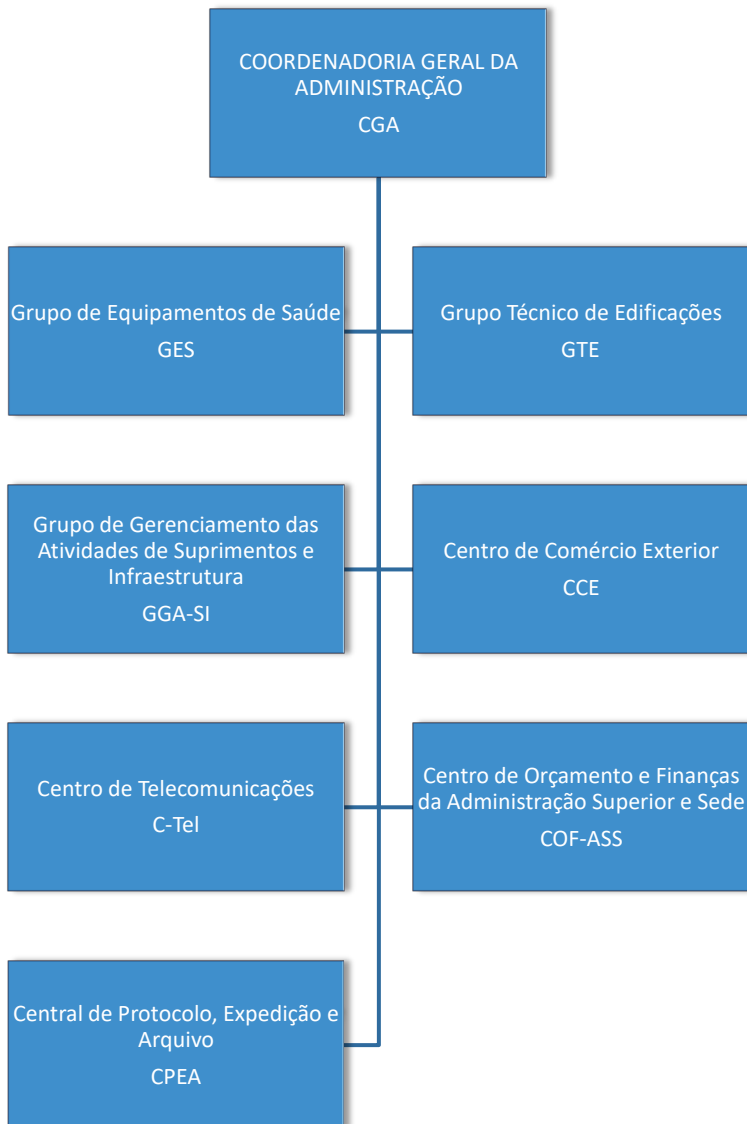 COORDENADORIA GERAL DA
ADMINISTRAÇÃO
CGA
Grupo de Equipamentos de Saúde
GES
Grupo Técnico de Edificações
GTE
Grupo de Gerenciamento das
Atividades de Suprimentos e
Infraestrutura
GGA-SI
Centro de Comércio Exterior
CCE
Centro de Telecomunicações
C-Tel
Centro de Orçamento e Finanças
da Administração Superior e Sede
COF-ASS
Central de Protocolo, Expedição e
Arquivo
CPEA